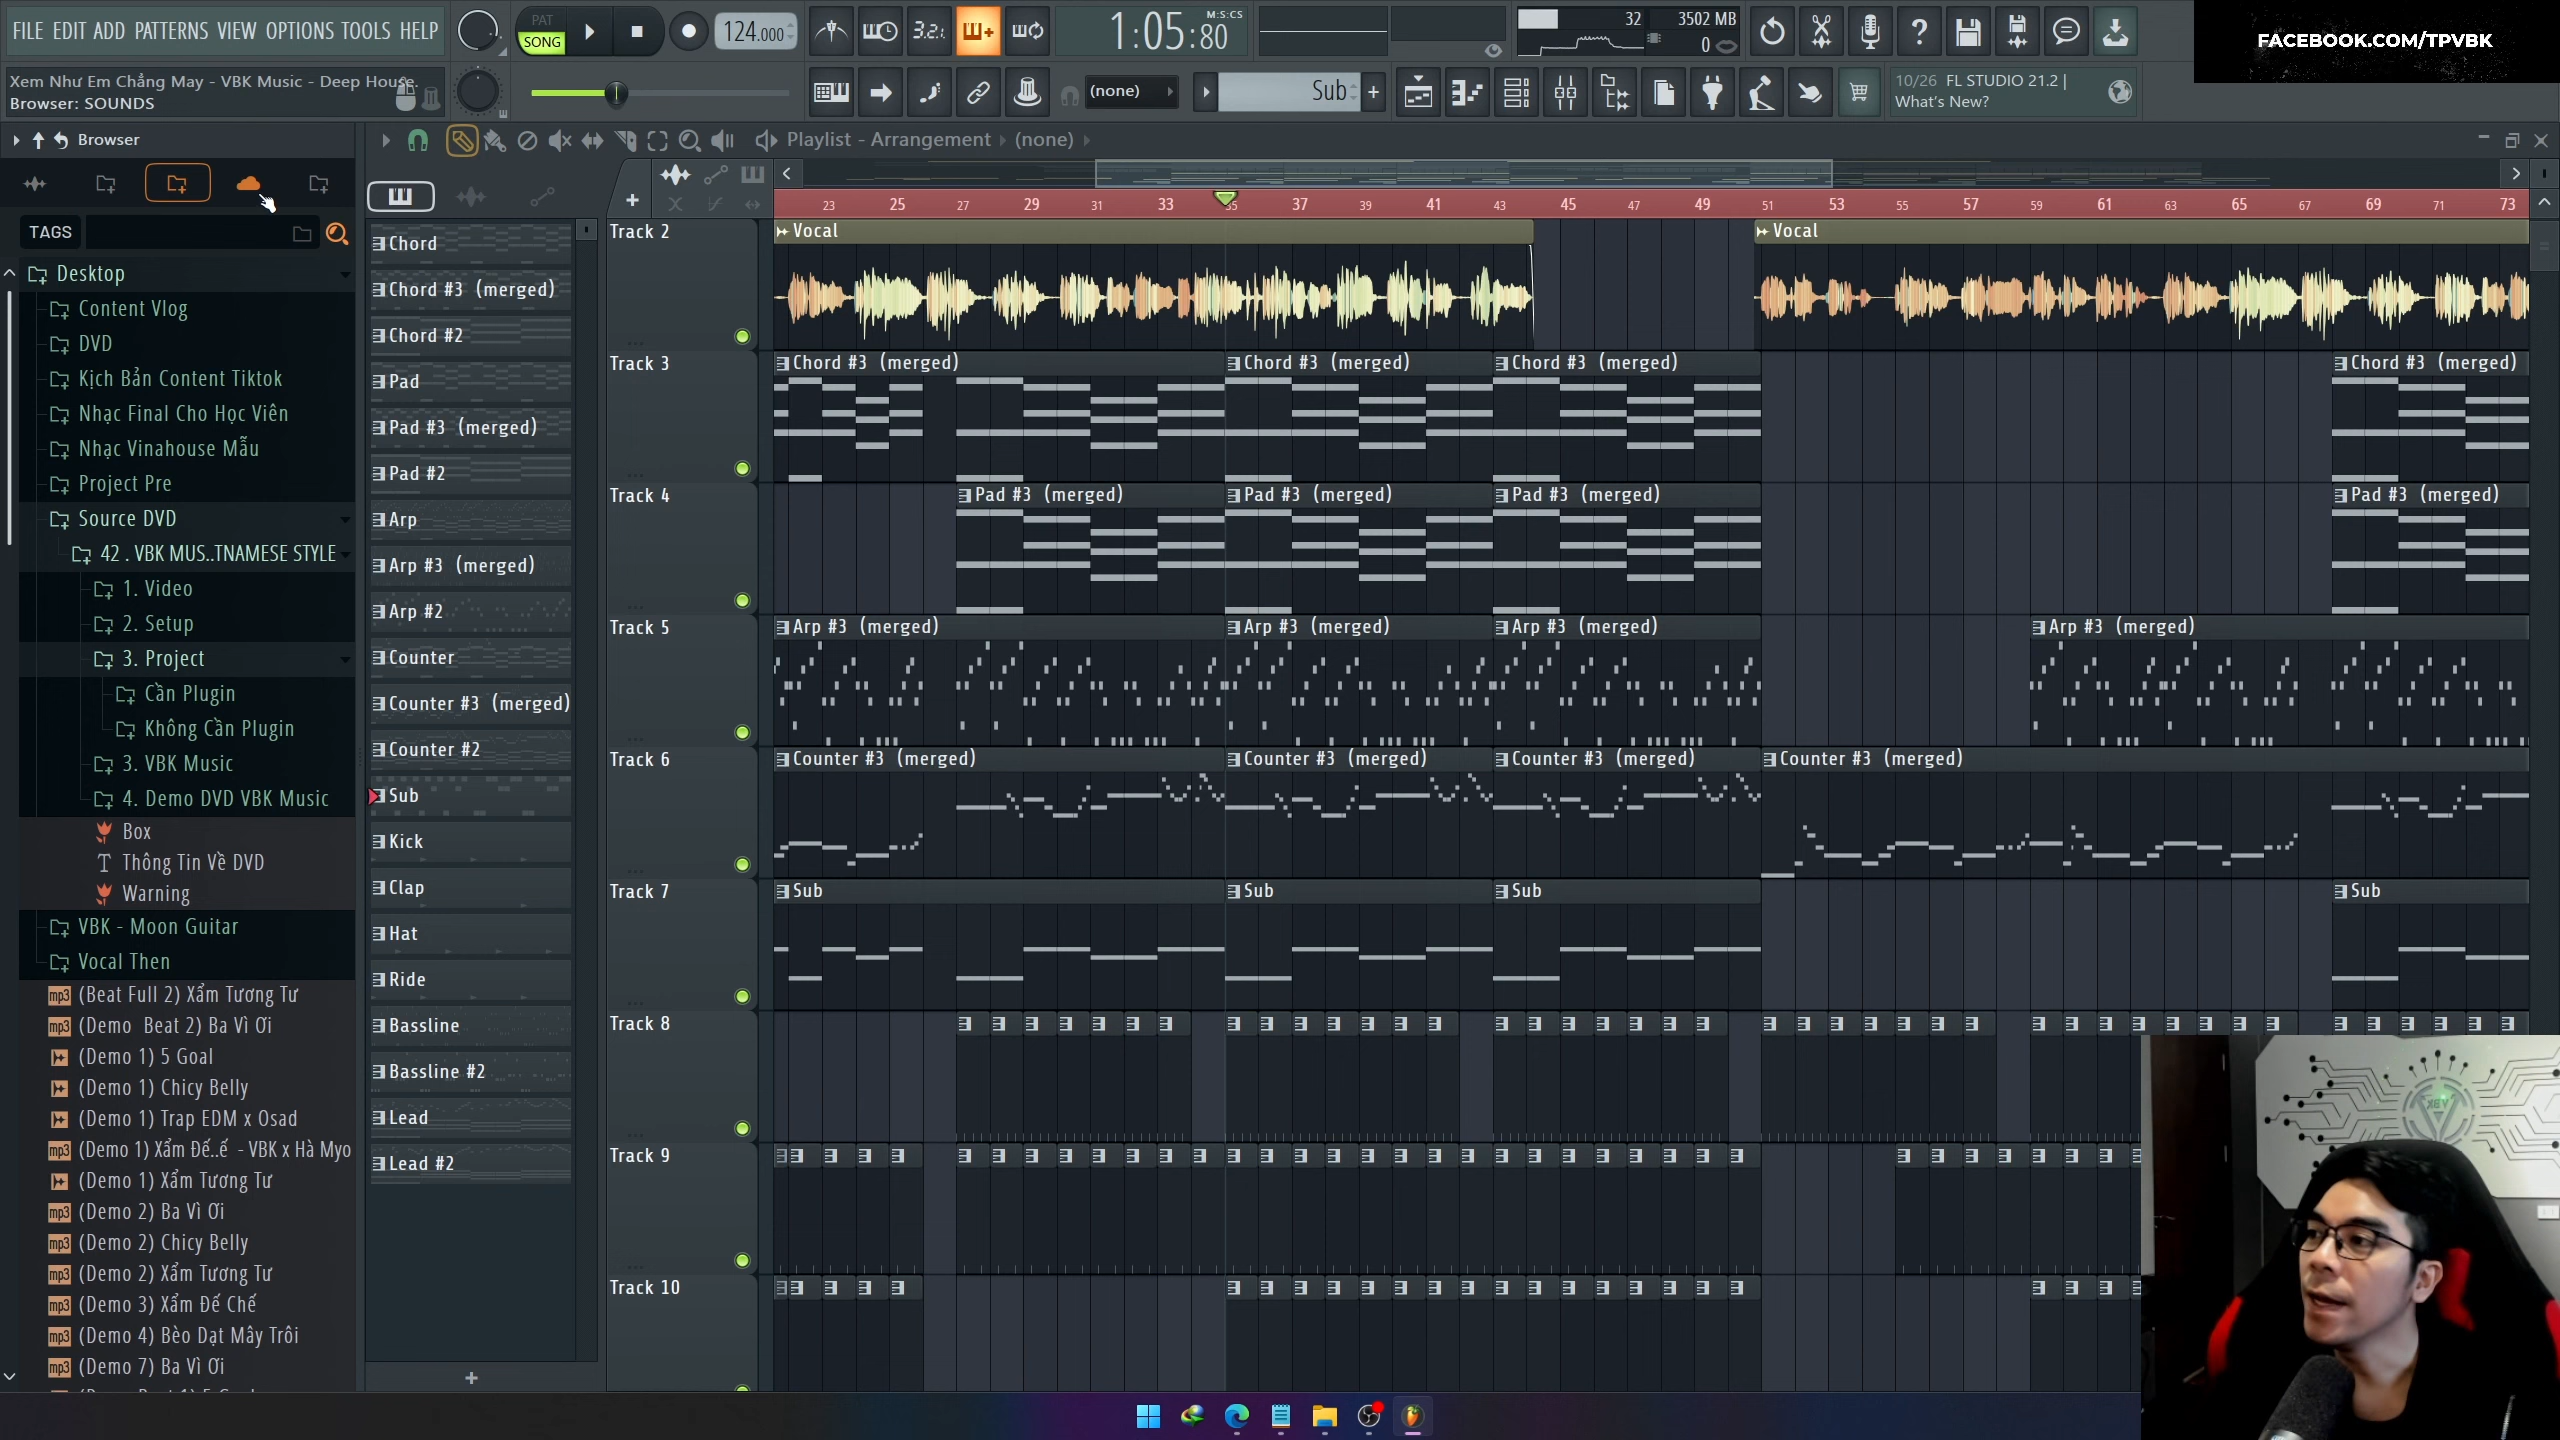 FILE EDIT ADD PATTERNS VIEW OPTIONS TOOLS HELP
PAT
SONG
124.000
3.2.1
M:S:CS
1:05:80
32
3502 MB
0
FACEBOOK.COM/TPVBK
Xem Như Em Chẳng May - VBK Music - Deep House..
Browser: SOUNDS
(none)
Sub
10/26 FL STUDIO 21.2 |
What's New?
Browser
Playlist - Arrangement
(none)
TAGS
23 25 27 29 31 33 35 37 39 41 43 45 47 49 51 53 55 57 59 61 63 65 67 69 71 73
Desktop
Content Vlog
DVD
Kịch Bản Content Tiktok
Nhạc Final Cho Học Viên
Nhạc Vinahouse Mẫu
Project Pre
Source DVD
42 . VBK MUS..TNAMESE STYLE
1. Video
2. Setup
3. Project
Cần Plugin
Không Cần Plugin
3. VBK Music
4. Demo DVD VBK Music
Box
Thông Tin Về DVD
Warning
VBK - Moon Guitar
Vocal Then
mp3 (Beat Full 2) Xẩm Tương Tư
mp3 (Demo Beat 2) Ba Vì Ơi
(Demo 1) 5 Goal
(Demo 1) Chicy Belly
(Demo 1) Trap EDM x Osad
mp3 (Demo 1) Xẩm Đế..ế - VBK x Hà Myo
(Demo 1) Xẩm Tương Tư
mp3 (Demo 2) Ba Vì Ơi
mp3 (Demo 2) Chicy Belly
mp3 (Demo 2) Xẩm Tương Tư
mp3 (Demo 3) Xẩm Đế Chế
mp3 (Demo 4) Bèo Dạt Mây Trôi
mp3 (Demo 7) Ba Vì Ơi
Chord
Chord #3 (merged)
Chord #2
Pad
Pad #3 (merged)
Pad #2
Arp
Arp #3 (merged)
Arp #2
Counter
Counter #3 (merged)
Counter #2
Sub
Kick
Clap
Hat
Ride
Bassline
Bassline #2
Lead
Lead #2
Track 2
Vocal
Vocal
Track 3
Chord #3 (merged)
Chord #3 (merged)
Chord #3 (merged)
Chord #3 (merged)
Track 4
Pad #3 (merged)
Pad #3 (merged)
Pad #3 (merged)
Pad #3 (merged)
Track 5
Arp #3 (merged)
Arp #3 (merged)
Arp #3 (merged)
Arp #3 (merged)
Track 6
Counter #3 (merged)
Counter #3 (merged)
Counter #3 (merged)
Counter #3 (merged)
Track 7
Sub
Sub
Sub
Sub
Track 8
Track 9
Track 10